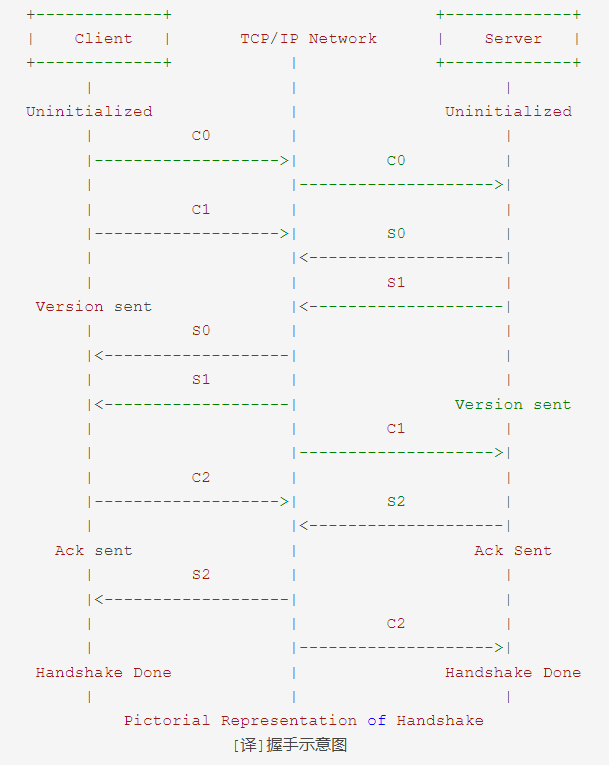 +-------------+                           +-------------+
|    Client   |       TCP/IP Network      |    Server   |
+-------------+            |              +-------------+
      |                    |                     |
Uninitialized              |               Uninitialized
      |          C0        |                     |
      |------------------->|         C0          |
      |                    |-------------------->|
      |          C1        |                     |
      |------------------->|         S0          |
      |                    |<--------------------|
      |                    |         S1          |
 Version sent              |<--------------------|
      |          S0        |                     |
      |<-------------------|                     |
      |          S1        |                     |
      |<-------------------|                Version sent
      |                    |         C1          |
      |                    |-------------------->|
      |          C2        |                     |
      |------------------->|         S2          |
      |                    |<--------------------|
   Ack sent                |                  Ack Sent
      |          S2        |                     |
      |<-------------------|                     |
      |                    |         C2          |
      |                    |-------------------->|
 Handshake Done            |               Handshake Done
      |                    |                     |
          Pictorial Representation of Handshake
[译]握手示意图